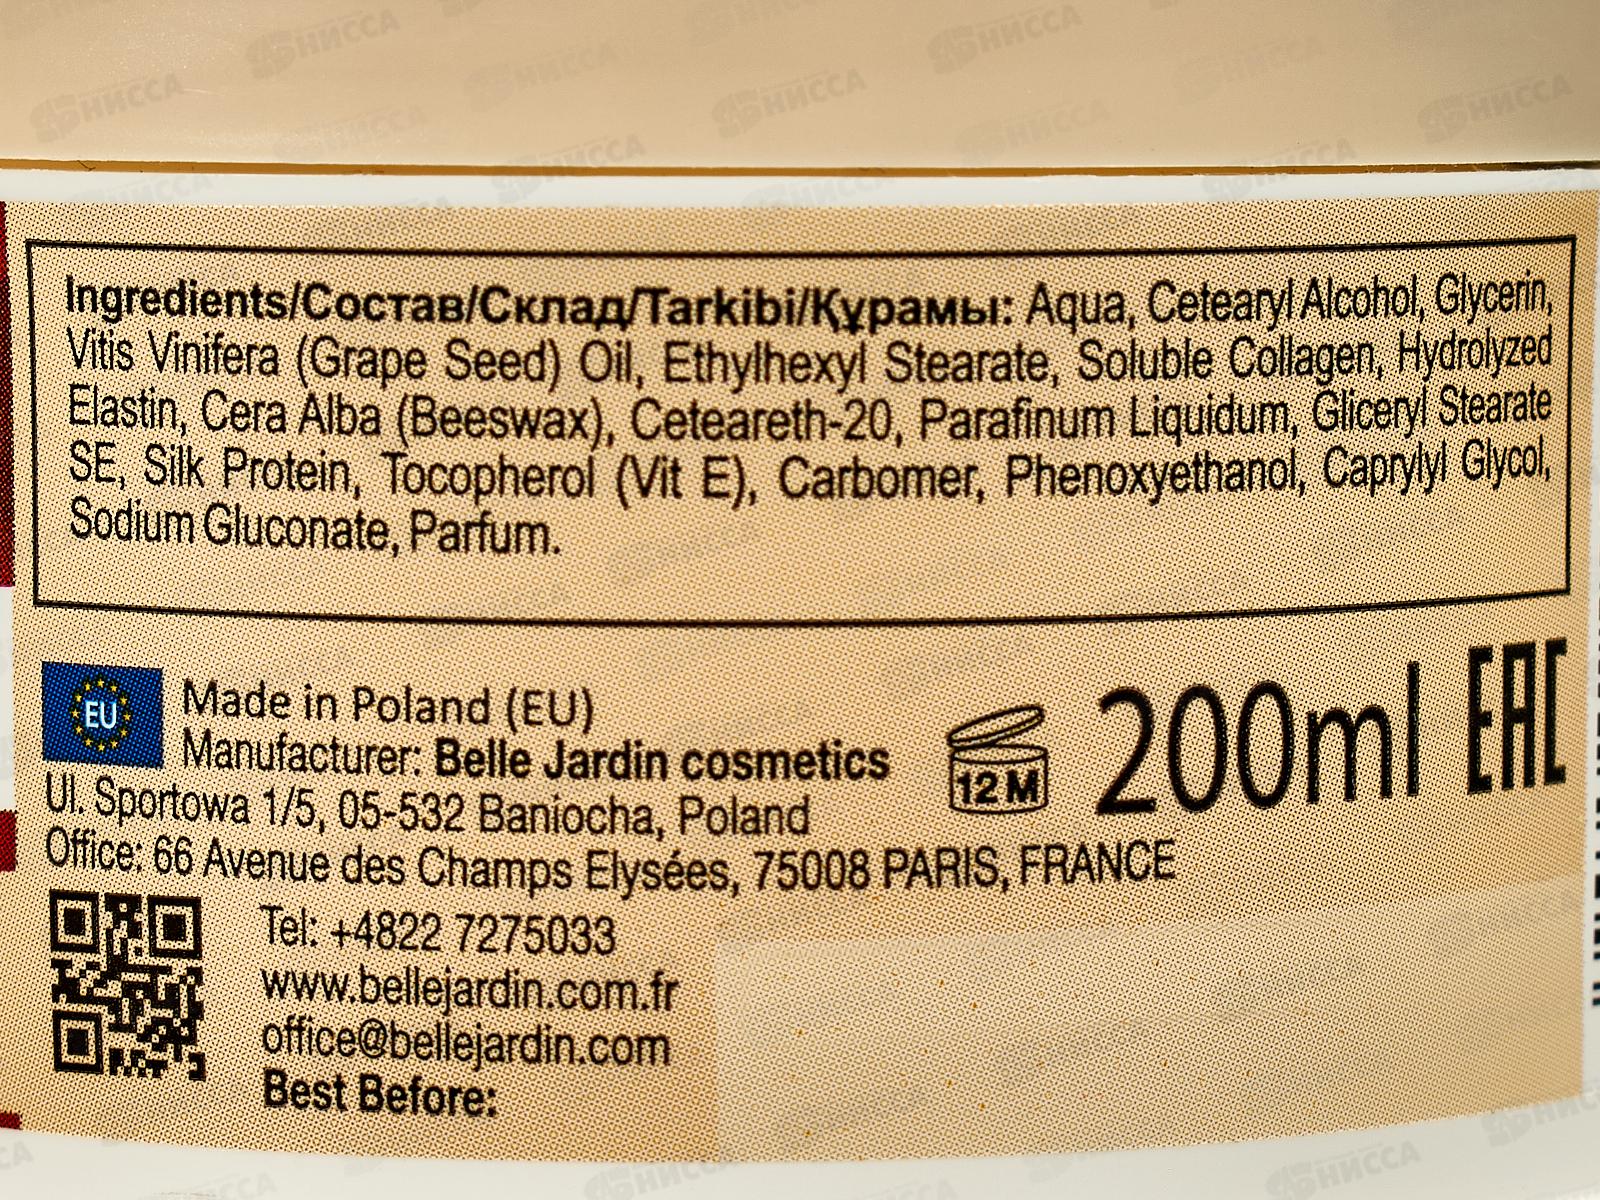 Ingredients/Состав/Склад/Tarkibi/Құрамы: Aqua, Cetearyl Alcohol, Glycerin,
Vitis Vinifera (Grape Seed) Oil, Ethylhexyl Stearate, Soluble Collagen, Hydrolyzed
Elastin, Cera Alba (Beeswax), Ceteareth-20, Parafinum Liquidum, Gliceryl Stearate
SE, Silk Protein, Tocopherol (Vit E), Carbomer, Phenoxyethanol, Caprylyl Glycol,
Sodium Gluconate, Parfum.
EU
Made in Poland (EU)
Manufacturer: Belle Jardin cosmetics
Ul. Sportowa 1/5, 05-532 Baniocha, Poland
Office: 66 Avenue des Champs Elysées, 75008 PARIS, FRANCE
12 M
200ml EAC
Tel: +4822 7275033
www.bellejardin.com.fr
office@bellejardin.com
Best Before:
НИССА